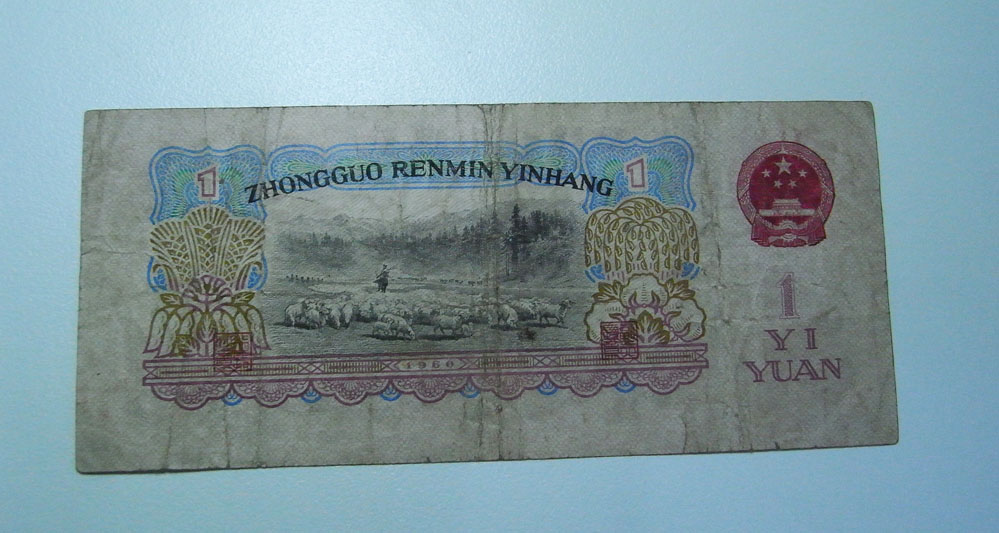 1
ZHONGGUO RENMIN YINHANG
1
1960
1
YI
YUAN